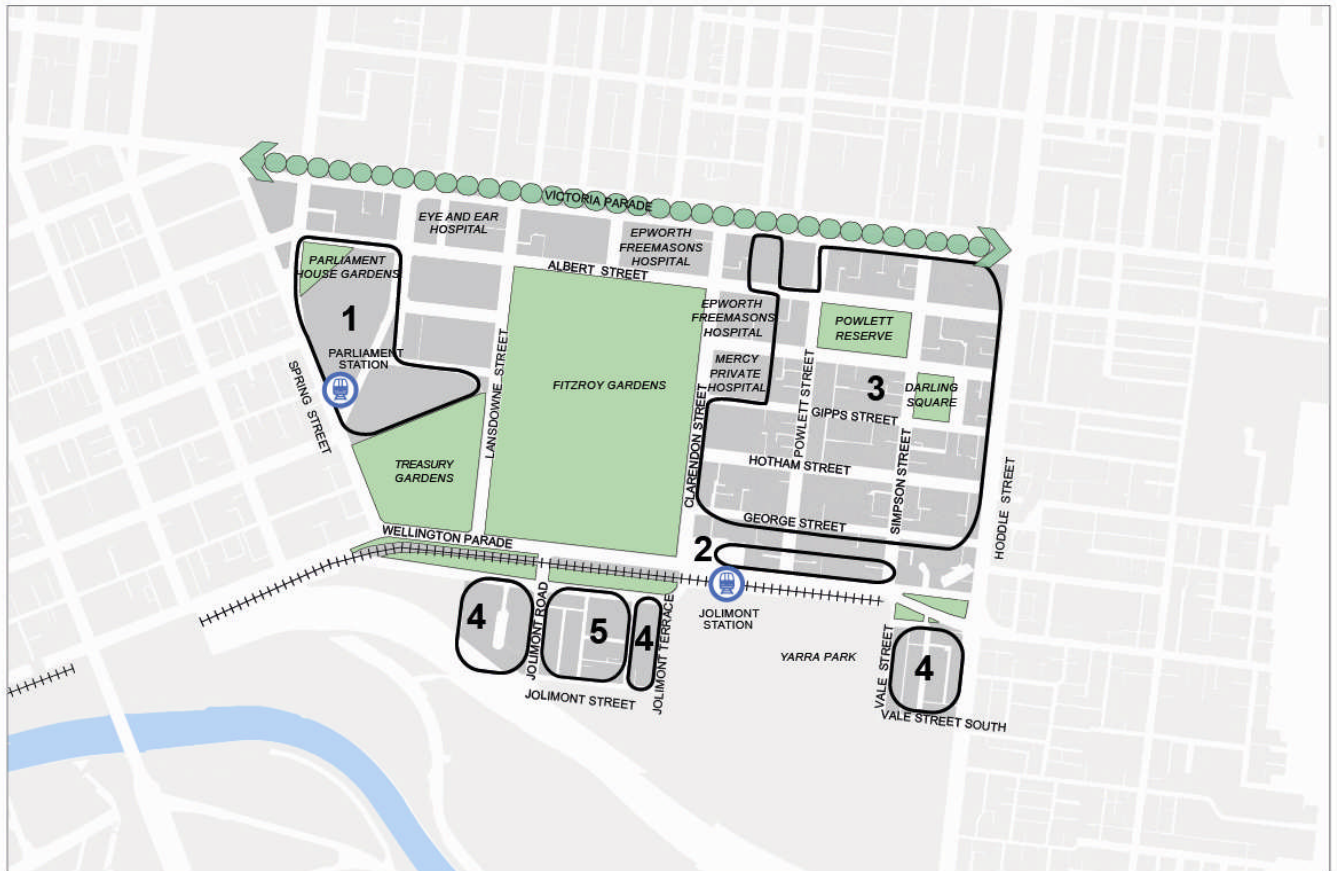 VICTORIA PARADE
EYE AND EAR
HOSPITAL
EPWORTH
FREEMASONS
HOSPITAL
PARLIAMENT
HOUSE GARDENS
ALBERT STREET
1
PARLIAMENT
STATION
SPRING STREET
LANSDOWNE STREET
FITZROY GARDENS
EPWORTH
FREEMASONS
HOSPITAL
MERCY
PRIVATE
HOSPITAL
POWLETT
RESERVE
POWLETT STREET
3
DARLING
SQUARE
GIPPS STREET
TREASURY
GARDENS
CLARENDON STREET
HOTHAM STREET
SIMPSON STREET
HODDLE STREET
GEORGE STREET
WELLINGTON PARADE
2
JOLIMONT
STATION
4
JOLIMONT ROAD
5
4
JOLIMONT TERRACE
JOLIMONT STREET
YARRA PARK
VALE STREET
4
VALE STREET SOUTH